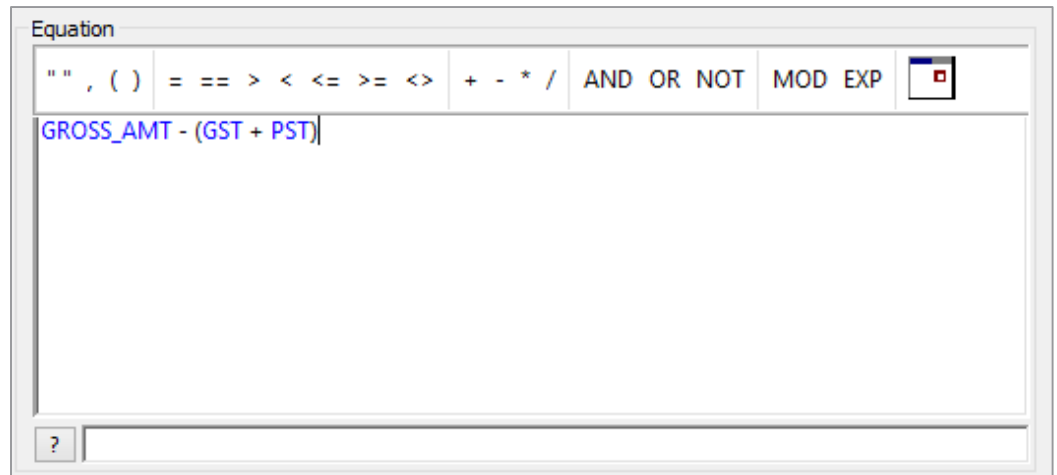 Equation
" " , ( ) = == > < <= >= <> + - * / AND OR NOT MOD EXP
GROSS_AMT - (GST + PST)
?